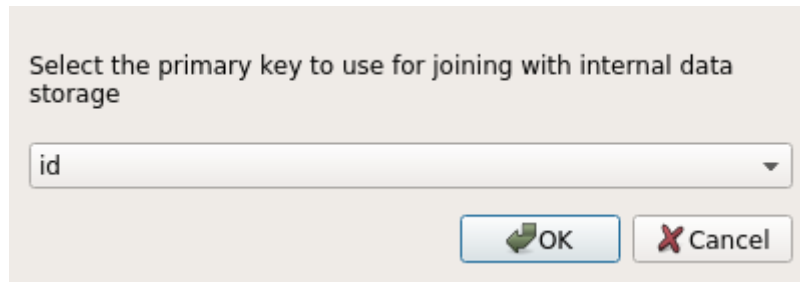 Select the primary key to use for joining with internal data
storage
id
OK
Cancel